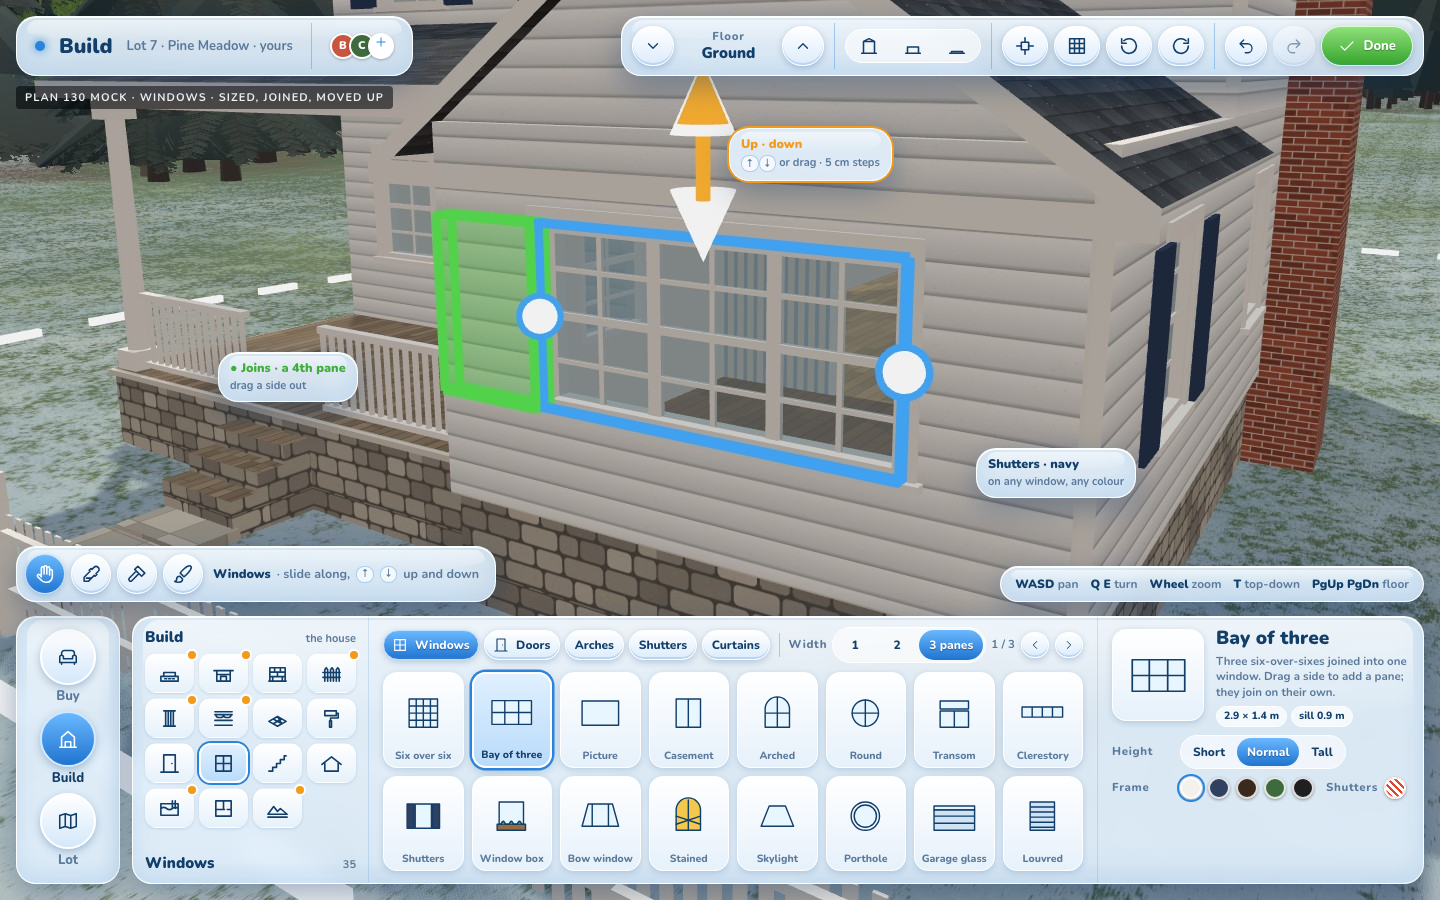 Build
Lot 7 · Pine Meadow · yours
B
C
+
Floor
Ground
Done
PLAN 130 MOCK · WINDOWS · SIZED, JOINED, MOVED UP
Up · down
↑ ↓ or drag · 5 cm steps
● Joins · a 4th pane
drag a side out
Shutters · navy
on any window, any colour
Windows · slide along, ↑ ↓ up and down
WASD pan Q E turn Wheel zoom T top-down PgUp PgDn floor
Buy
Build
Lot
Build
the house
Windows
35
Windows
Doors
Arches
Shutters
Curtains
Width
1
2
3 panes
1 / 3
Six over six
Bay of three
Picture
Casement
Arched
Round
Transom
Clerestory
Shutters
Window box
Bow window
Stained
Skylight
Porthole
Garage glass
Louvred
Bay of three
Three six-over-sixes joined into one
window. Drag a side to add a pane;
they join on their own.
2.9 × 1.4 m
sill 0.9 m
Height
Short
Normal
Tall
Frame
Shutters